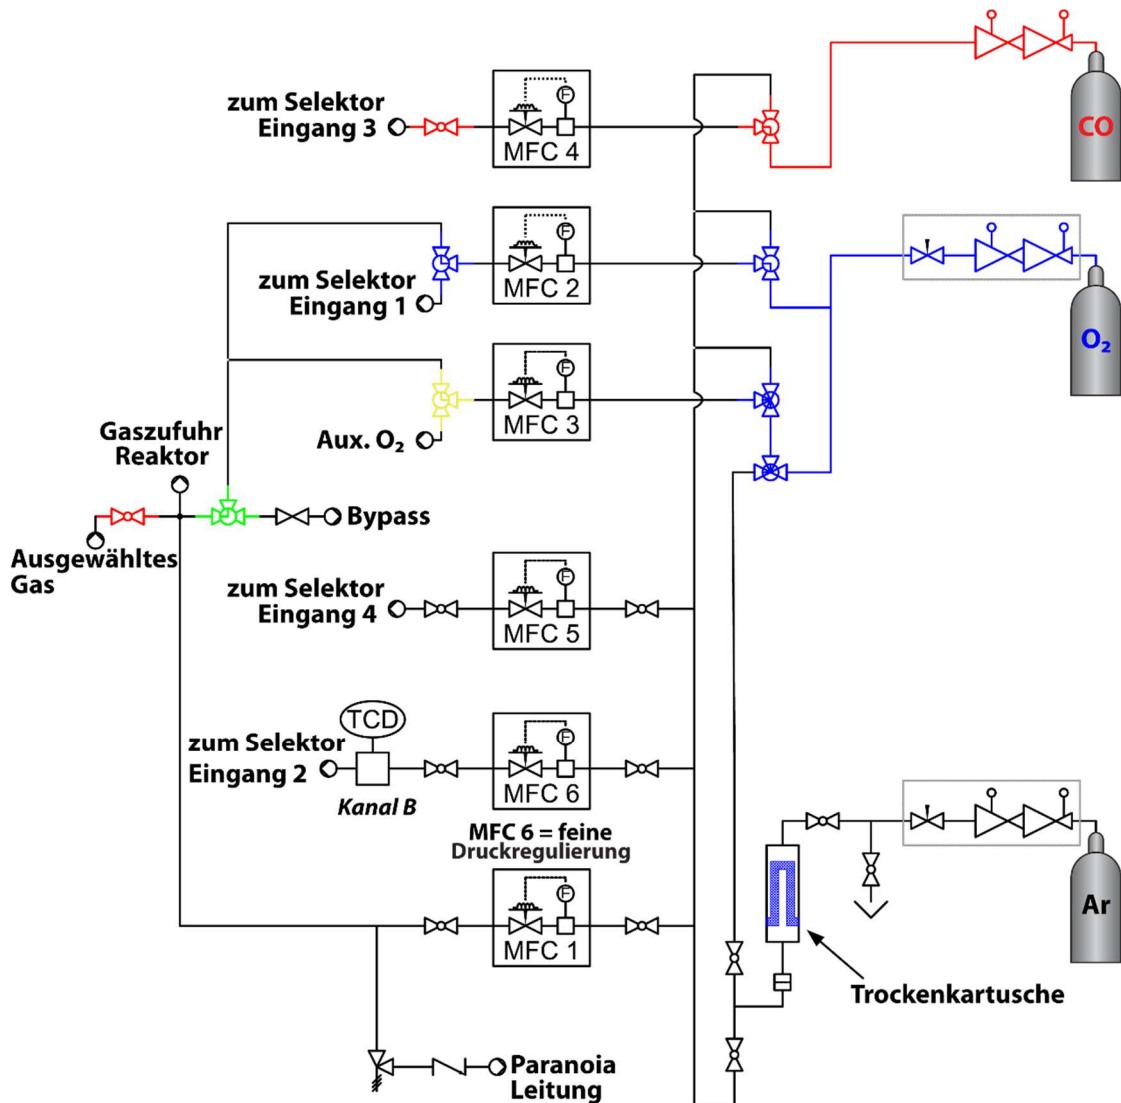 CO
zum Selektor
Eingang 3
F
MFC 4
zum Selektor
Eingang 1
F
MFC 2
O₂
Aux. O₂
F
MFC 3
Gaszufuhr
Reaktor
Bypass
Ausgewähltes
Gas
zum Selektor
Eingang 4
F
MFC 5
TCD
zum Selektor
Eingang 2
Kanal B
F
MFC 6
MFC 6 = feine
Druckregulierung
F
MFC 1
Ar
Trockenkartusche
Paranoia
Leitung